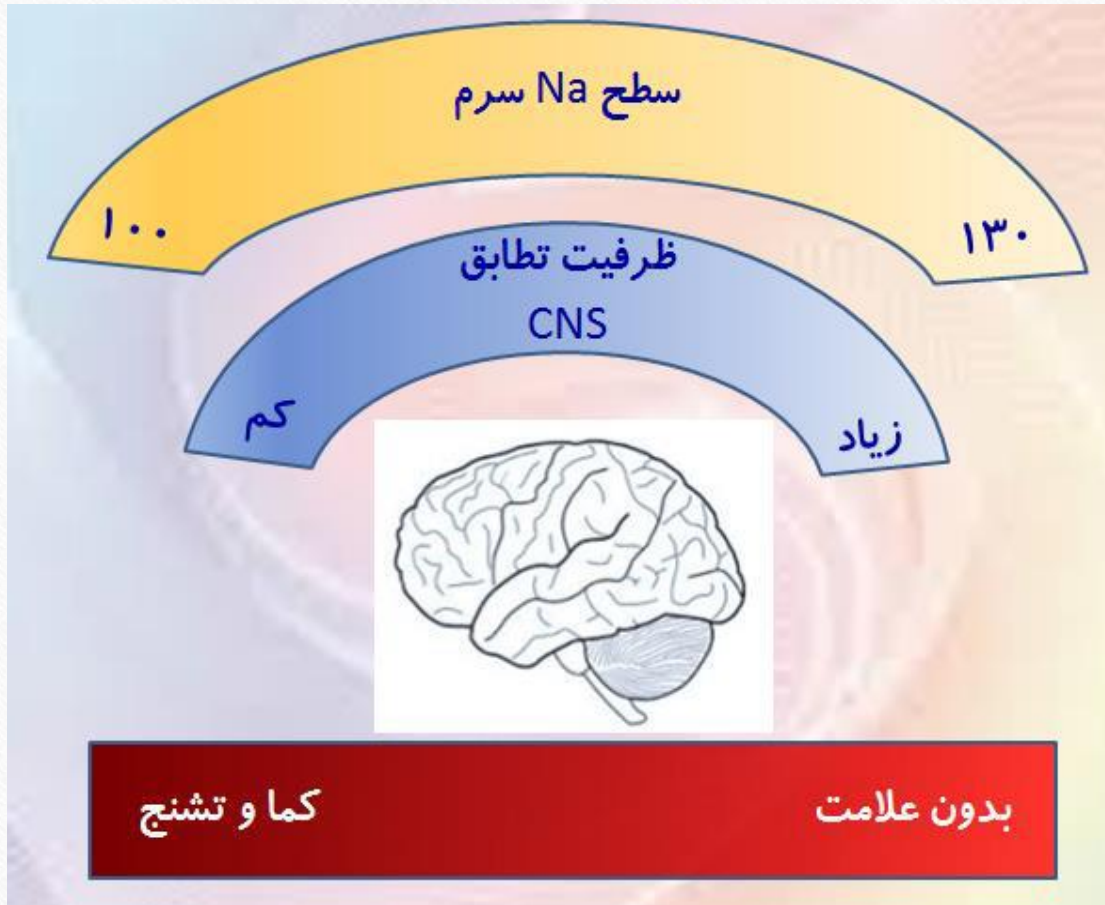 سطح Na سرم
۱۳۰
۱۰۰
ظرفیت تطابق
CNS
زیاد
کم
بدون علامت
کما و تشنج